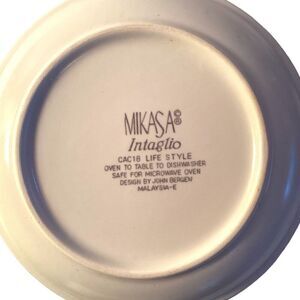 MIKASA©®
Intaglio
CAC16 LIFE STYLE
OVEN TO TABLE TO DISHWASHER
SAFE FOR MICROWAVE OVEN
DESIGN BY JOHN BERGEN
MALAYSIA-E